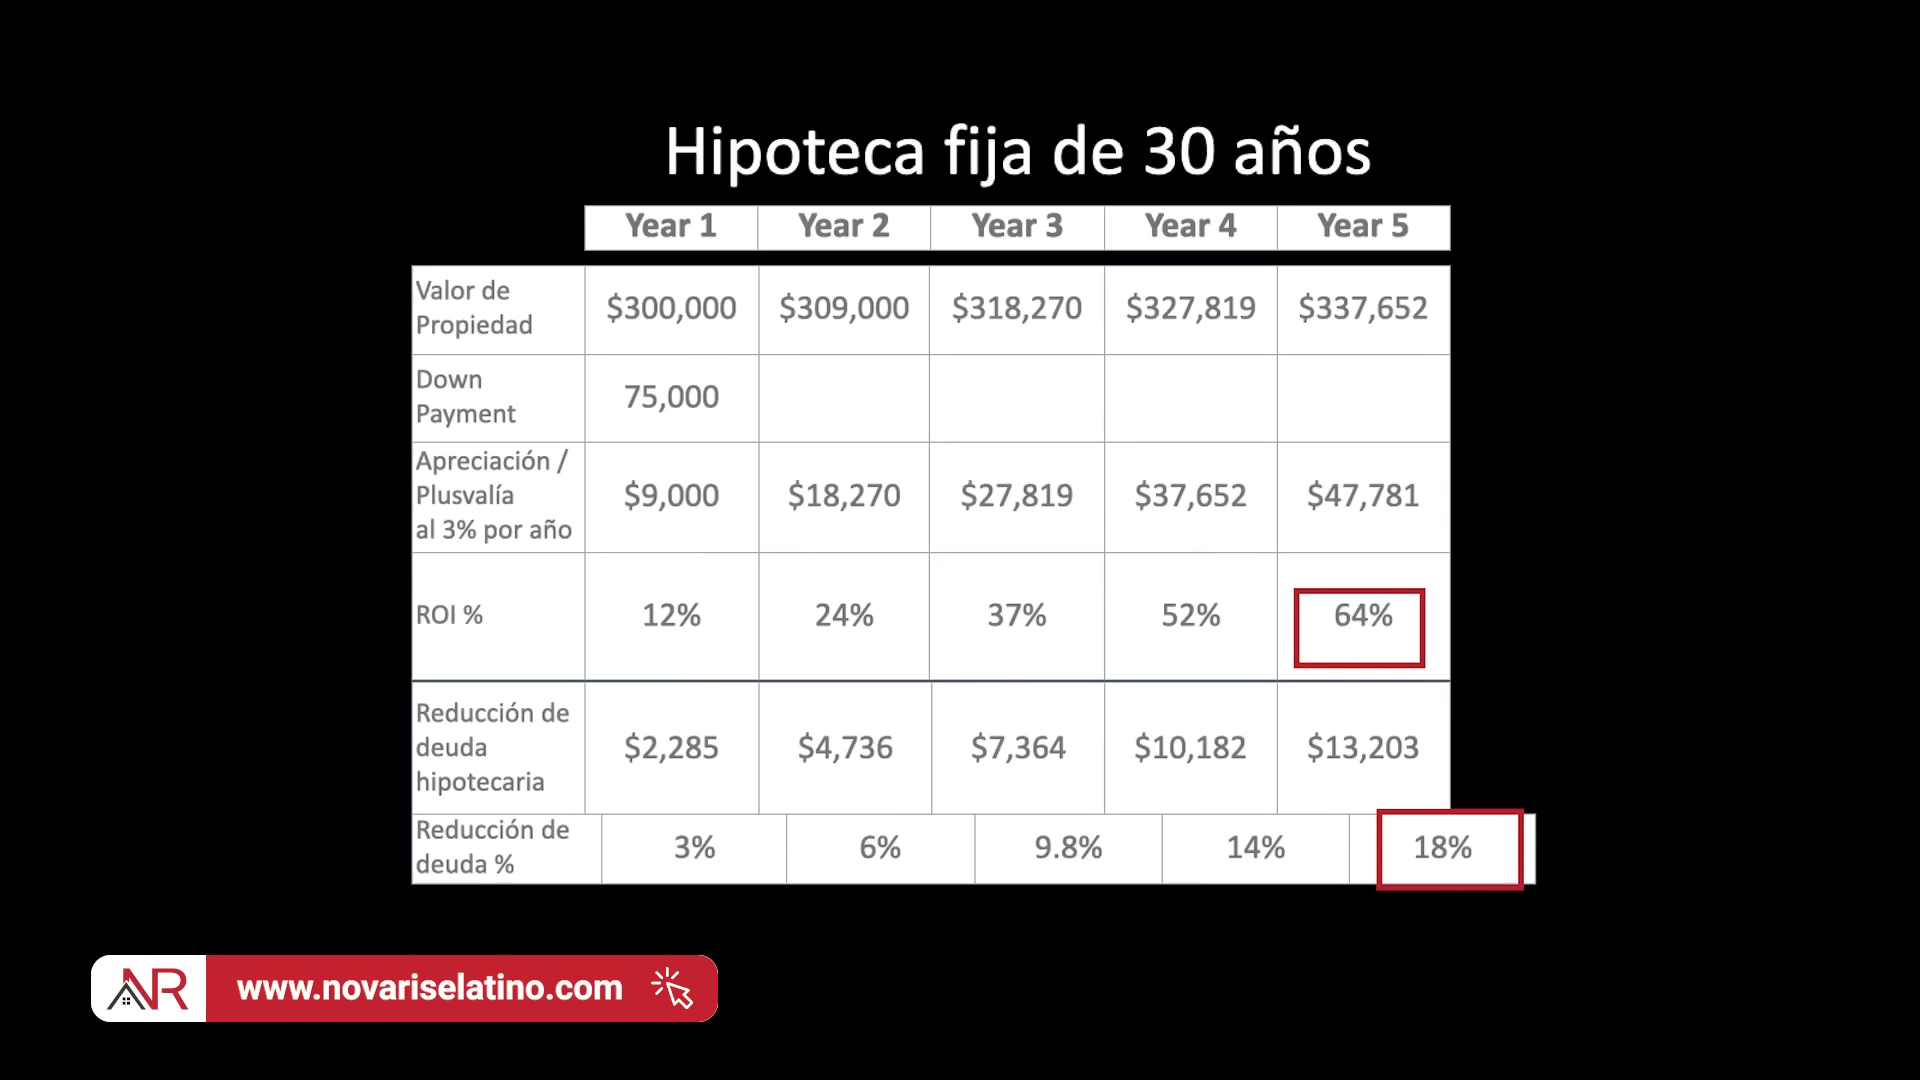 Hipoteca fija de 30 años
Year 1 Year 2 Year 3 Year 4 Year 5
Valor de
Propiedad
$300,000 $309,000 $318,270 $327,819 $337,652
Down
Payment
75,000
Apreciación /
Plusvalía
al 3% por año
$9,000 $18,270 $27,819 $37,652 $47,781
ROI % 12% 24% 37% 52% 64%
Reducción de
deuda
hipotecaria
$2,285 $4,736 $7,364 $10,182 $13,203
Reducción de
deuda %
3% 6% 9.8% 14% 18%
NR www.novariselatino.com